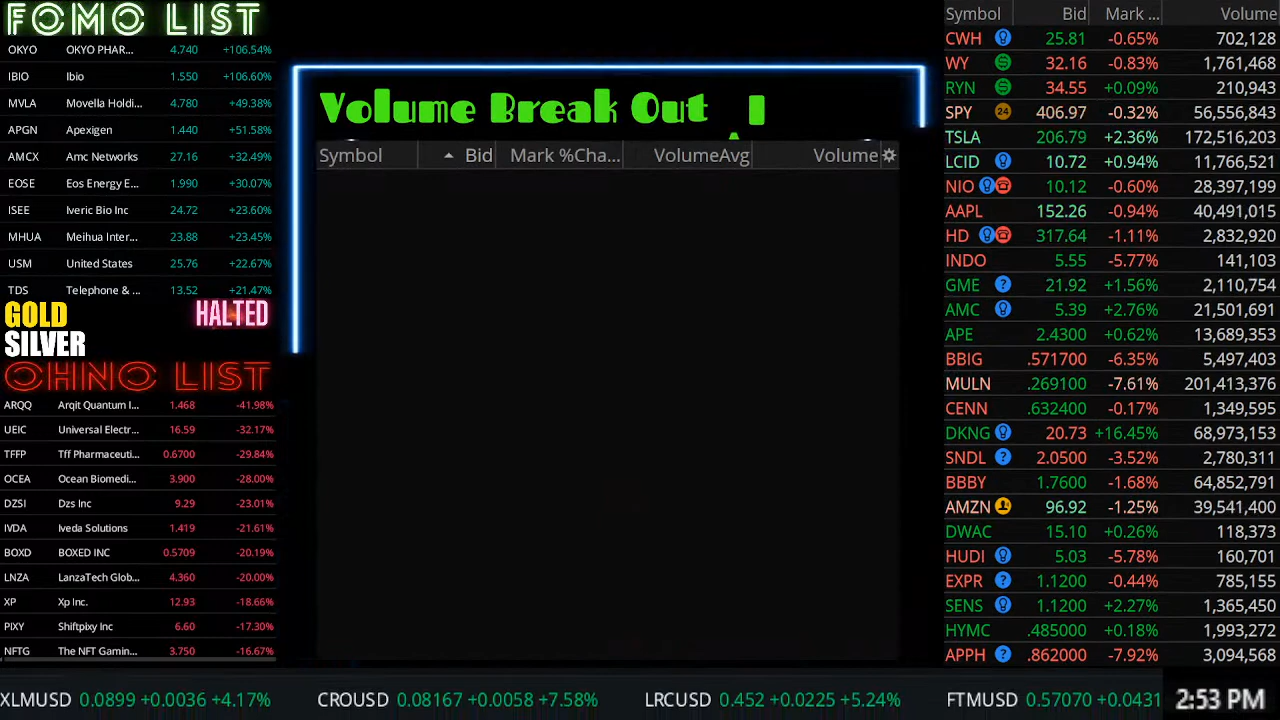 FOMO LIST
OKYO OKYO PHAR... 4.740 +106.54%
IBIO Ibio 1.550 +106.60%
MVLA Movella Holdi... 4.780 +49.38%
APGN Apexigen 1.440 +51.58%
AMCX Amc Networks 27.16 +32.49%
EOSE Eos Energy E... 1.990 +30.07%
ISEE Iveric Bio Inc 24.72 +23.60%
MHUA Meihua Inter... 23.88 +23.45%
USM United States 25.76 +22.67%
TDS Telephone & ... 13.52 +21.47%
GOLD HALTED
SILVER
OHNO LIST
ARQQ Arqit Quantum I... 1.468 -41.98%
UEIC Universal Electr... 16.59 -32.17%
TFFP Tff Pharmaceuti... 0.6700 -29.84%
OCEA Ocean Biomedi... 3.900 -28.00%
DZSI Dzs Inc 9.29 -23.01%
IVDA Iveda Solutions 1.419 -21.61%
BOXD BOXED INC 0.5709 -20.19%
LNZA LanzaTech Glob... 4.360 -20.00%
XP Xp Inc. 12.93 -18.66%
PIXY Shiftpixy Inc 6.60 -17.30%
NFTG The NFT Gamin... 3.750 -16.67%
Volume Break Out
Symbol Bid Mark %Cha... VolumeAvg Volume
Symbol Bid Mark ... Volume
CWH 25.81 -0.65% 702,128
WY 32.16 -0.83% 1,761,468
RYN 34.55 +0.09% 210,943
SPY 24 406.97 -0.32% 56,556,843
TSLA 206.79 +2.36% 172,516,203
LCID 10.72 +0.94% 11,766,521
NIO 10.12 -0.60% 28,397,199
AAPL 152.26 -0.94% 40,491,015
HD 317.64 -1.11% 2,832,920
INDO 5.55 -5.77% 141,103
GME ? 21.92 +1.56% 2,110,754
AMC 5.39 +2.76% 21,501,691
APE 2.4300 +0.62% 13,689,353
BBIG .571700 -6.35% 5,497,403
MULN .269100 -7.61% 201,413,376
CENN .632400 -0.17% 1,349,595
DKNG 20.73 +16.45% 68,973,153
SNDL ? 2.0500 -3.52% 2,780,311
BBBY 1.7600 -1.68% 64,852,791
AMZN 96.92 -1.25% 39,541,400
DWAC 15.10 +0.26% 118,373
HUDI 5.03 -5.78% 160,701
EXPR ? 1.1200 -0.44% 785,155
SENS 1.1200 +2.27% 1,365,450
HYMC .485000 +0.18% 1,993,272
APPH ? .862000 -7.92% 3,094,568
XLMUSD 0.0899 +0.0036 +4.17% CROUSD 0.08167 +0.0058 +7.58% LRCUSD 0.452 +0.0225 +5.24% FTMUSD 0.57070 +0.0431 2:53 PM